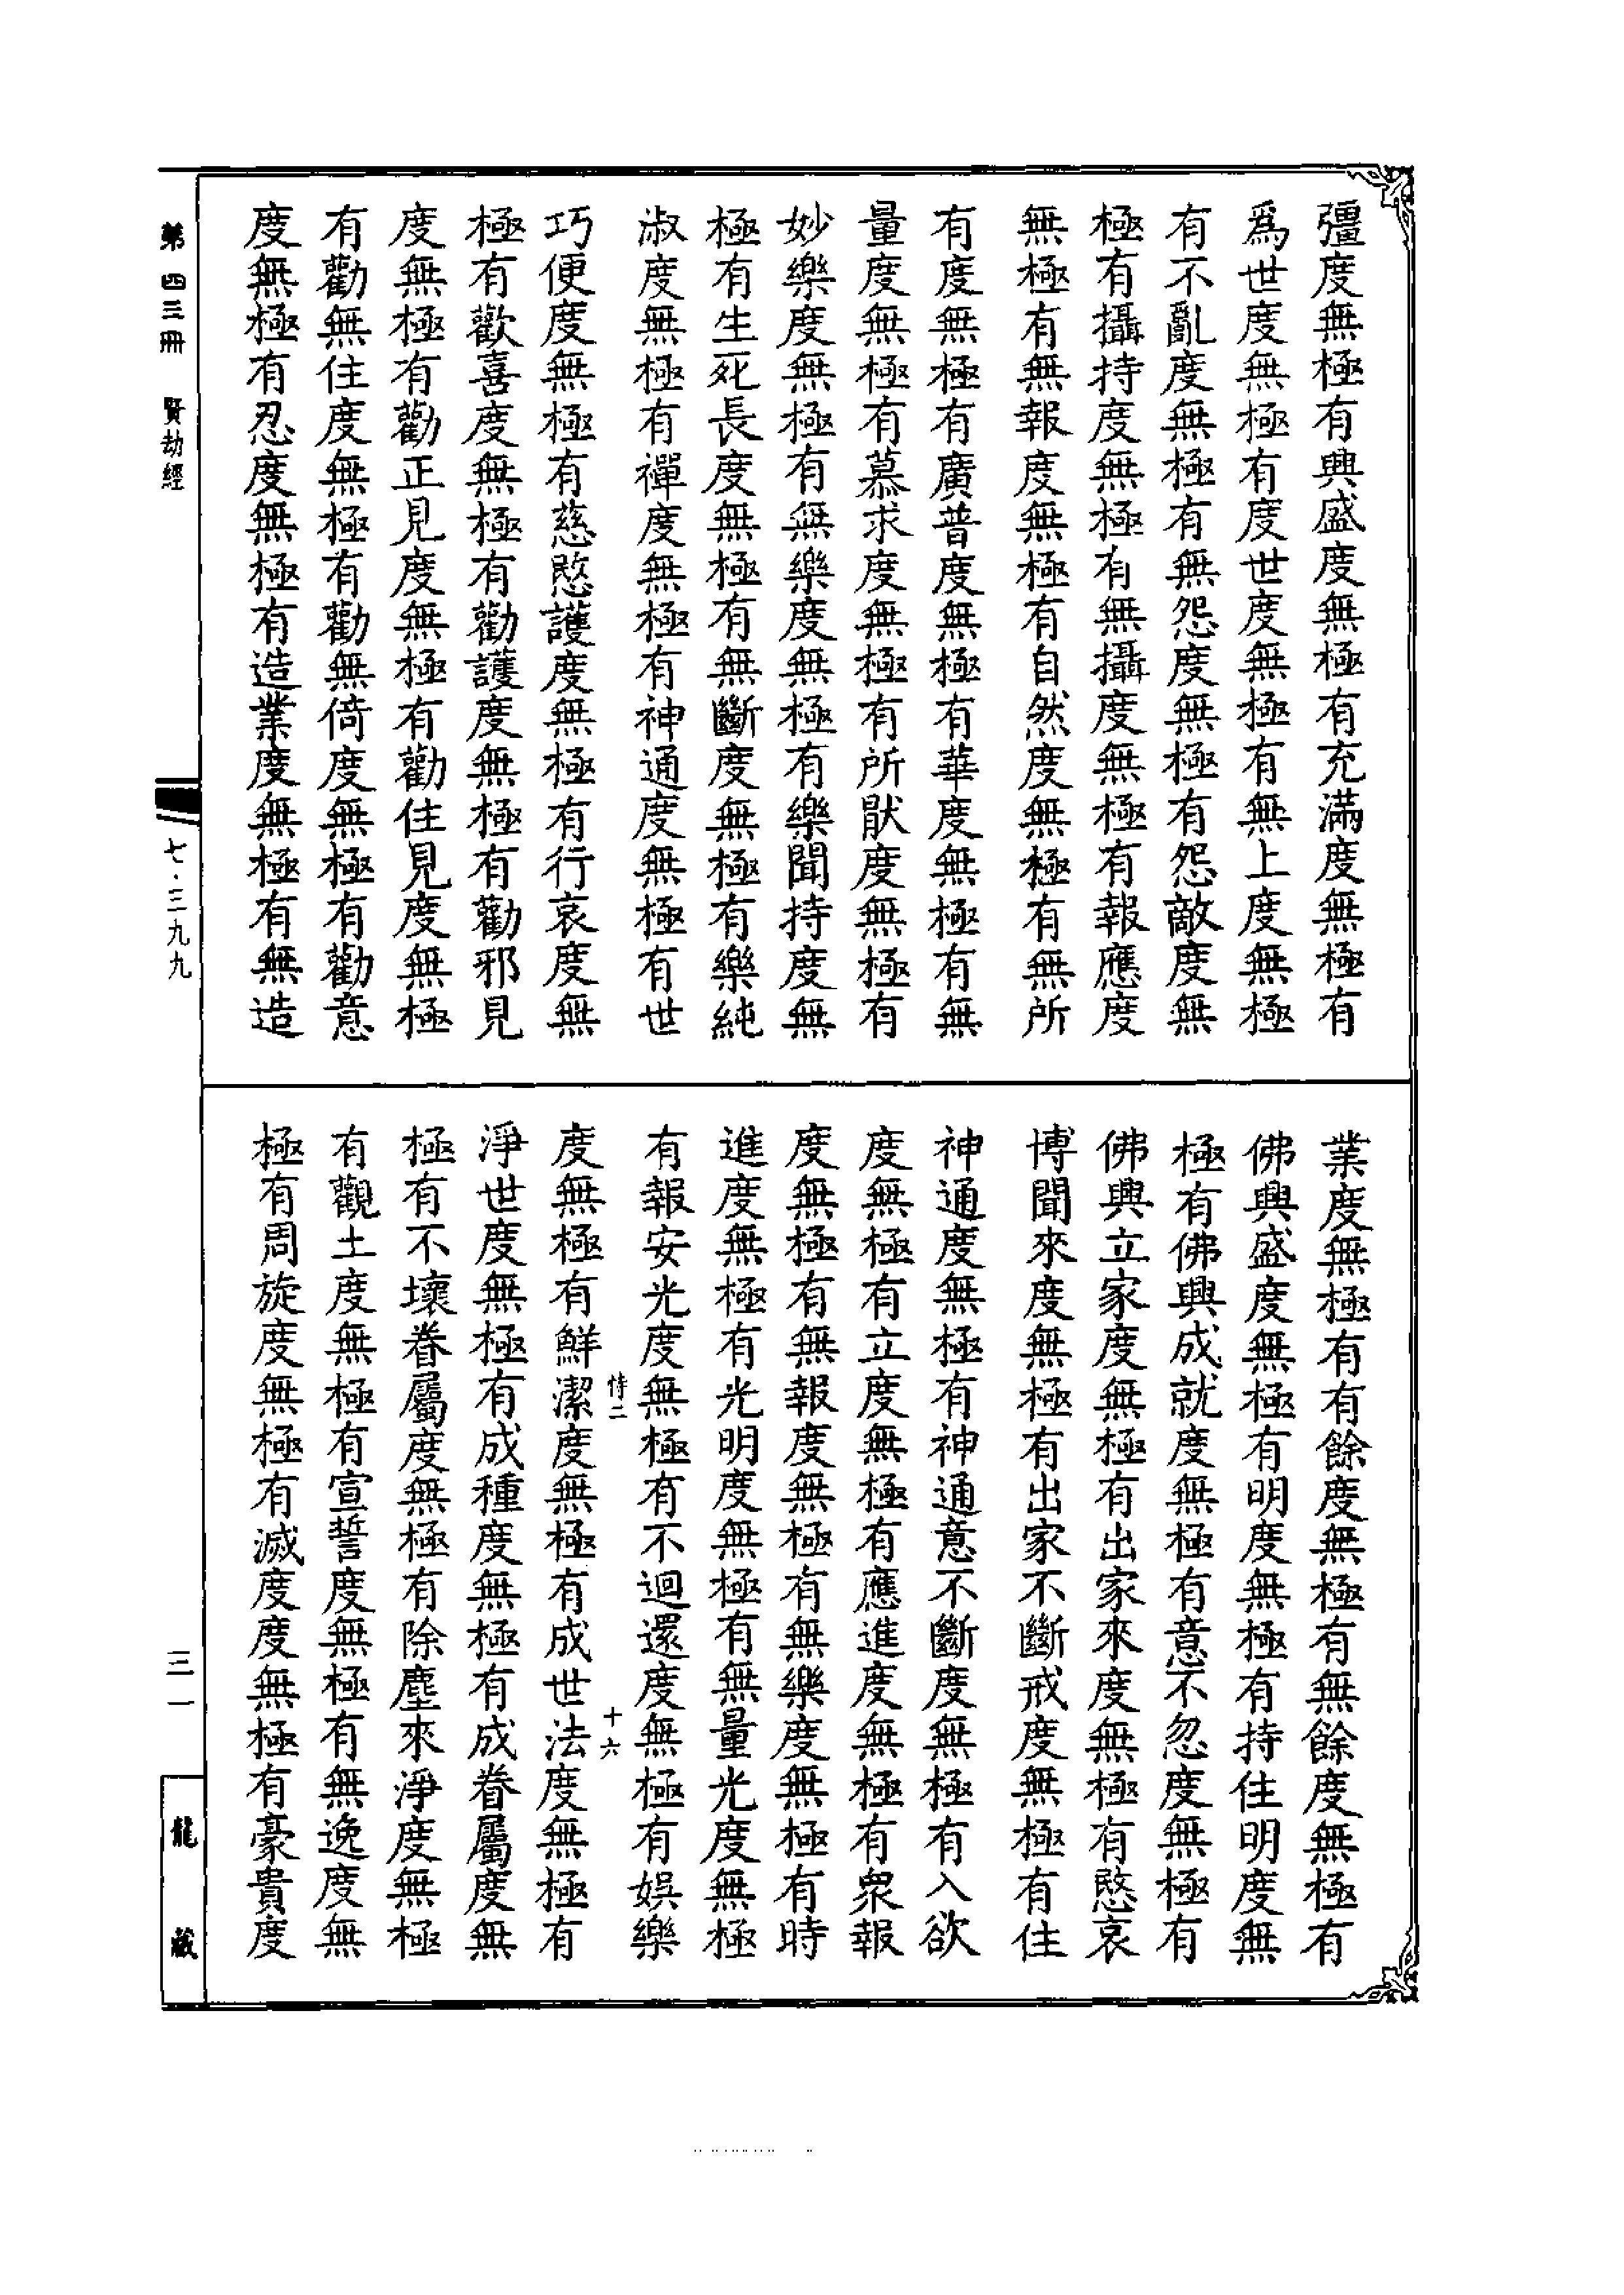 彊度無極有興盛度無極有充滿度無極有
爲世度無極有度世度無極有無上度無極
有不亂度無極有無怨度無極有怨敵度無
極有攝持度無極有無攝度無極有報應度
無極有無報度無極有自然度無極有無所
有度無極有廣普度無極有華度無極有無
量度無極有慕求度無極有所猒度無極有
妙樂度無極有無樂度無極有樂聞持度無
極有生死長度無極有無斷度無極有樂純
淑度無極有禪度無極有神通度無極有世
巧便度無極有慈愍護度無極有行哀度無
極有歡喜度無極有勸護度無極有勸邪見
度無極有勸正見度無極有勸住見度無極
有勸無住度無極有勸無倚度無極有勸意
度無極有忍度無極有造業度無極有無造
業度無極有有餘度無極有無餘度無極有
佛興盛度無極有明度無極有持住明度無
極有佛興成就度無極有意不忽度無極有
佛興立家度無極有出家來度無極有愍哀
博聞來度無極有出家不斷戒度無極有住
神通度無極有神通意不斷度無極有入欲
度無極有立度無極有應進度無極有衆報
度無極有無報度無極有無樂度無極有時
進度無極有光明度無極有無量光度無極
有報安光度無極有不迴還度無極有娛樂
恃二 十六
度無極有鮮潔度無極有成世法度無極有
淨世度無極有成種度無極有成眷屬度無
極有不壞眷屬度無極有除塵來淨度無極
有觀土度無極有宣誓度無極有無逸度無
極有周旋度無極有滅度度無極有豪貴度
第四三冊 賢劫經
七·三九九
三一
龍藏